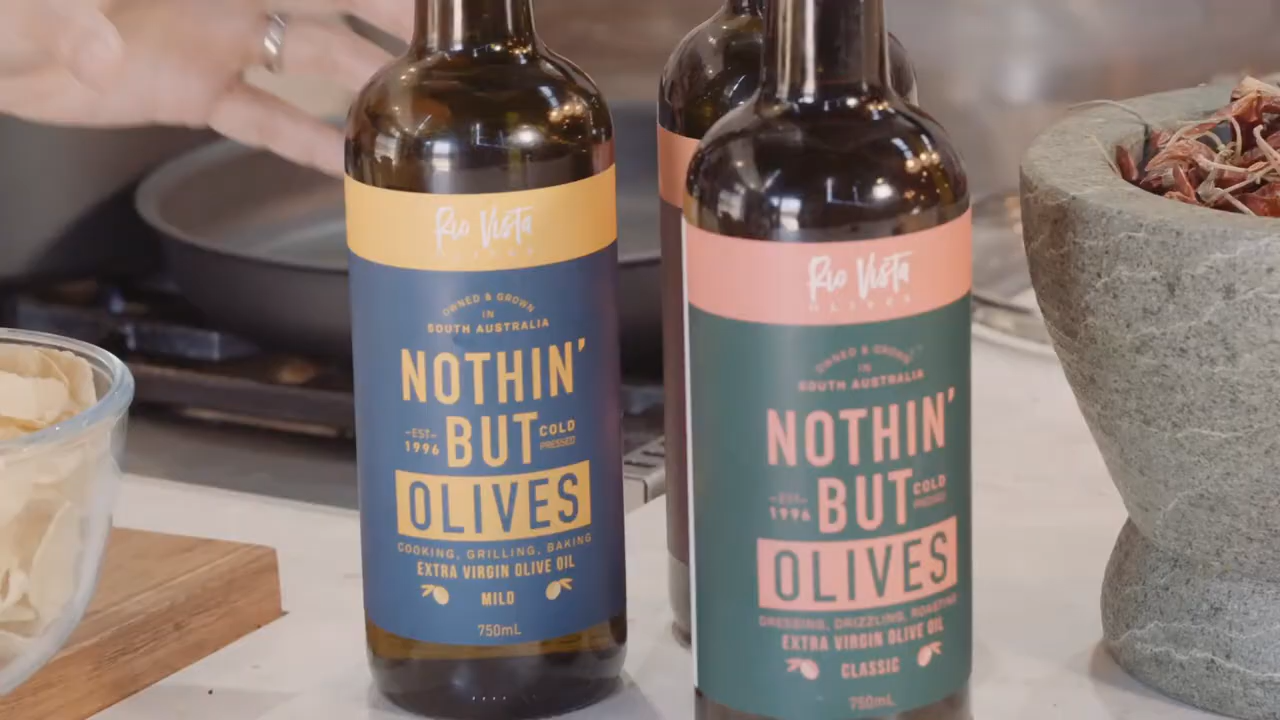 Rio Vista
OLIVES
OWNED & GROWN
IN
SOUTH AUSTRALIA
NOTHIN'
–EST–
1996
BUT
COLD
PRESSED
OLIVES
COOKING, GRILLING, BAKING
EXTRA VIRGIN OLIVE OIL
MILD
750mL
Rio Vista
OLIVES
OWNED & GROWN
IN
SOUTH AUSTRALIA
NOTHIN'
–EST–
1996
BUT
COLD
PRESSED
OLIVES
DRESSING, DRIZZLING, ROASTING
EXTRA VIRGIN OLIVE OIL
CLASSIC
750mL